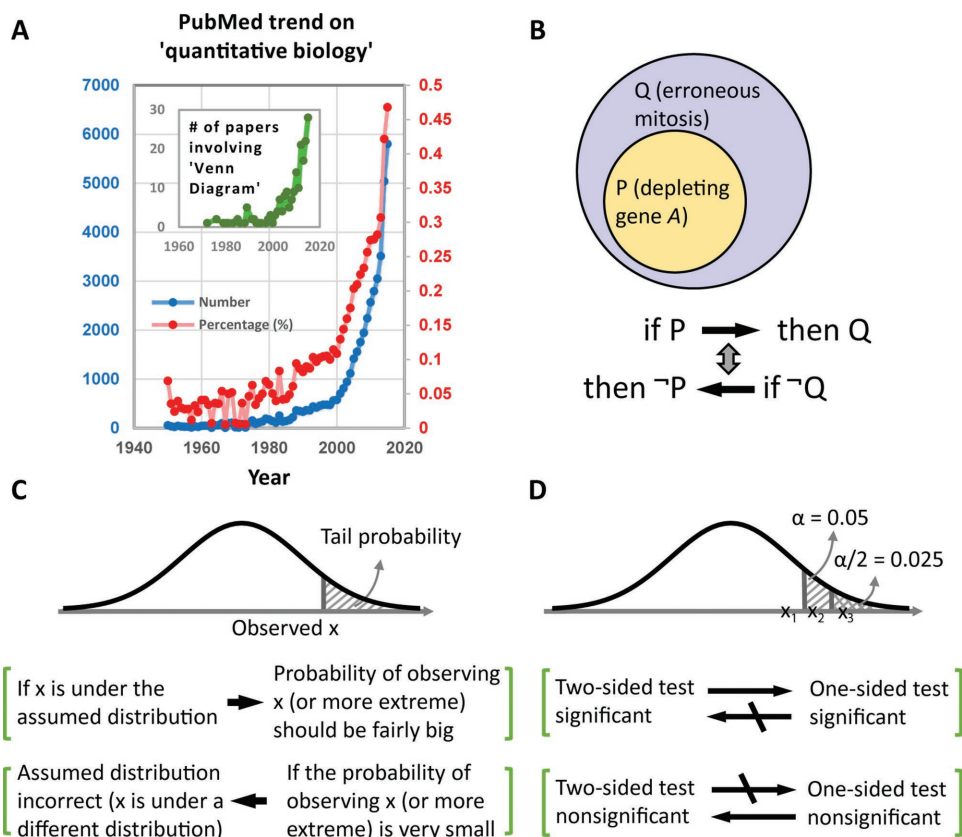 A
PubMed trend on
'quantitative biology'
7000
6000
5000
4000
3000
2000
1000
0
0.5
0.45
0.4
0.35
0.3
0.25
0.2
0.15
0.1
0.05
0
30
20
10
0
# of papers
involving
'Venn
Diagram'
1960
1980
2000
2020
Number
Percentage (%)
1940
1960
1980
2000
2020
Year
B
Q (erroneous
mitosis)
P (depleting
gene A)
if P
then Q
then ¬P
if ¬Q
C
Tail probability
Observed x
If x is under the
assumed distribution
Probability of observing
x (or more extreme)
should be fairly big
Assumed distribution
incorrect (x is under a
different distribution)
If the probability of
observing x (or more
extreme) is very small
D
α = 0.05
α/2 = 0.025
x₁ x₂ x₃
Two-sided test
significant
One-sided test
significant
Two-sided test
nonsignificant
One-sided test
nonsignificant